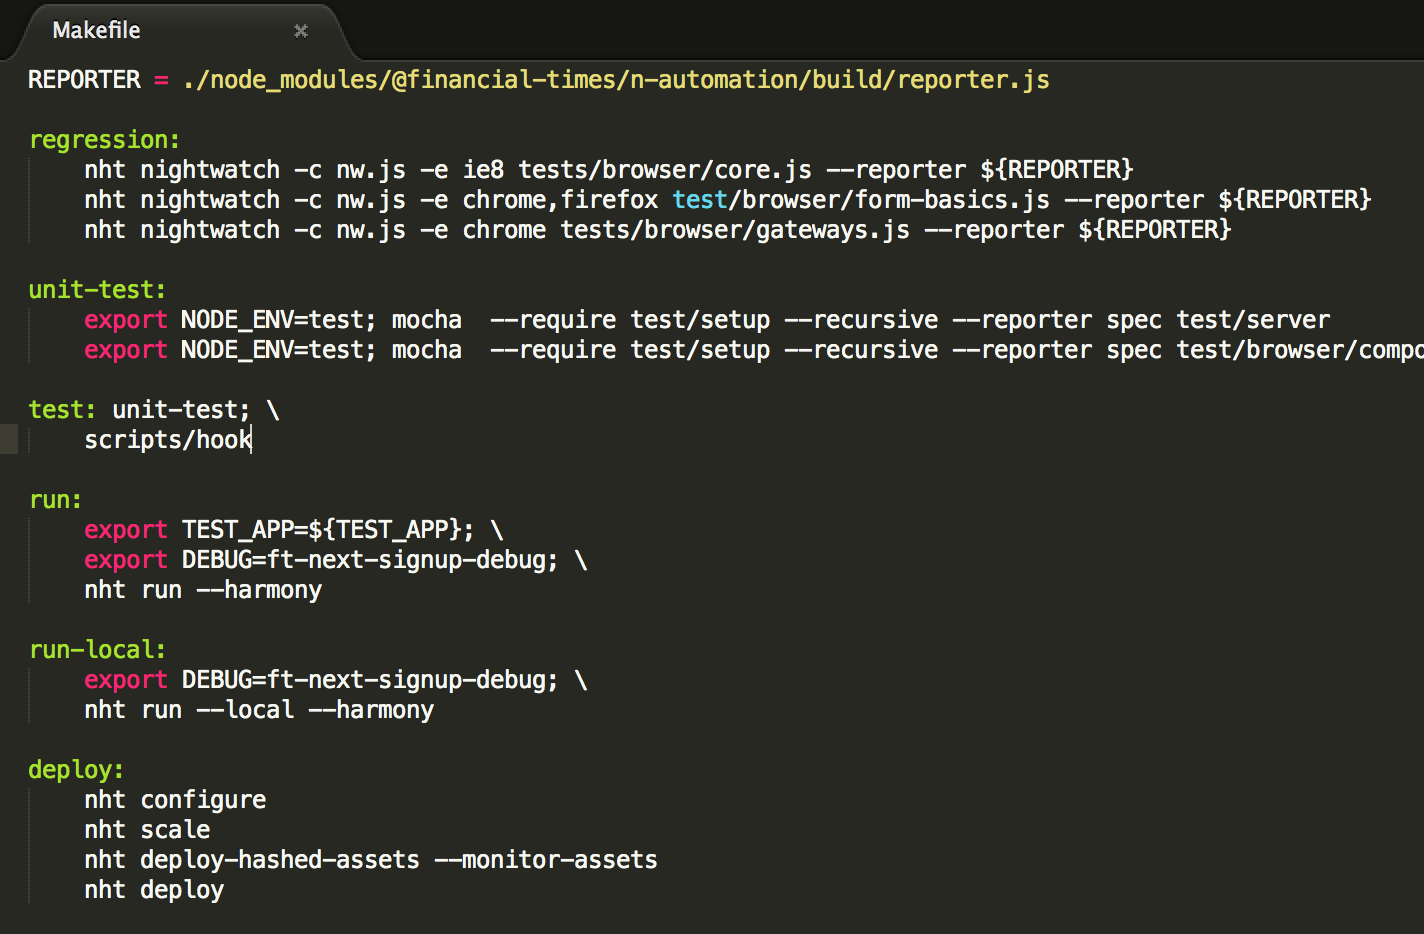 Makefile
REPORTER = ./node_modules/@financial-times/n-automation/build/reporter.js
regression:
nht nightwatch -c nw.js -e ie8 tests/browser/core.js --reporter ${REPORTER}
nht nightwatch -c nw.js -e chrome,firefox test/browser/form-basics.js --reporter ${REPORTER}
nht nightwatch -c nw.js -e chrome tests/browser/gateways.js --reporter ${REPORTER}
unit-test:
export NODE_ENV=test; mocha  --require test/setup --recursive --reporter spec test/server
export NODE_ENV=test; mocha  --require test/setup --recursive --reporter spec test/browser/compo
test: unit-test; \
scripts/hook
run:
export TEST_APP=${TEST_APP}; \
export DEBUG=ft-next-signup-debug; \
nht run --harmony
run-local:
export DEBUG=ft-next-signup-debug; \
nht run --local --harmony
deploy:
nht configure
nht scale
nht deploy-hashed-assets --monitor-assets
nht deploy